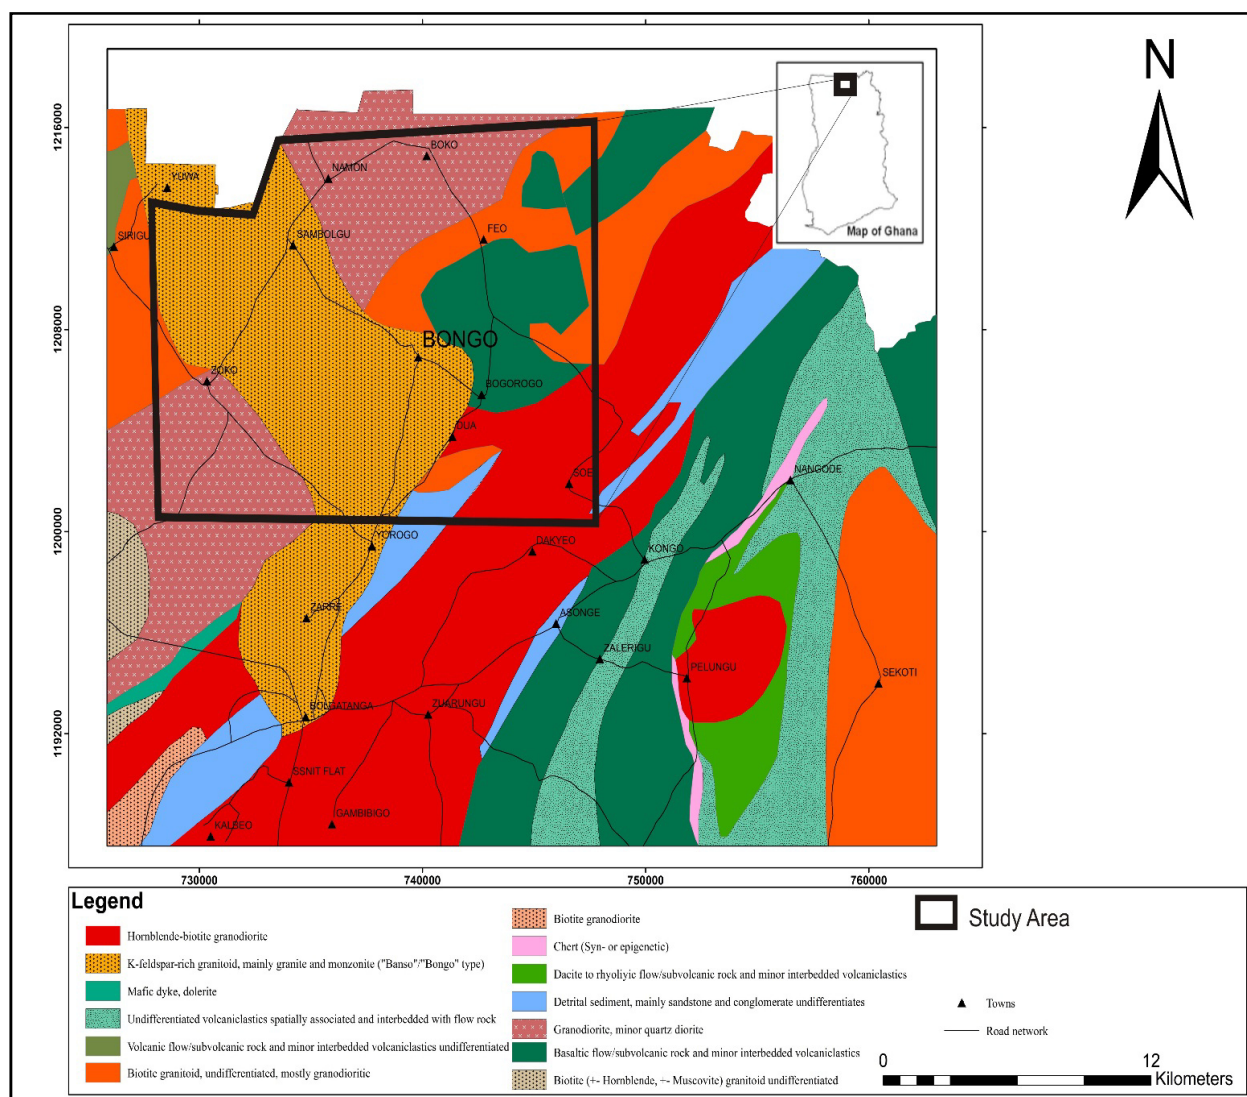 N
Map of Ghana
1216000
1208000
1200000
1192000
YUWA
NAMON
BOKO
SIRIGU
SAMBOLGU
FEO
BONGO
ZOKO
BOGOROGO
DUA
SOE
NANGODE
YOROGO
DAKYEO
KONGO
ZARRE
ASONGE
ZALERIGU
PELUNGU
SEKOTI
BOLGATANGA
ZUARUNGU
SSNIT FLAT
GAMBIBIGO
KALBEO
730000
740000
750000
760000
Legend
Hornblende-biotite granodiorite
K-feldspar-rich granitoid, mainly granite and monzonite ("Banso"/"Bongo" type)
Mafic dyke, dolerite
Undifferentiated volcaniclastics spatially associated and interbedded with flow rock
Volcanic flow/subvolcanic rock and minor interbedded volcaniclastics undifferentiated
Biotite granitoid, undifferentiated, mostly granodioritic
Biotite granodiorite
Chert (Syn- or epigenetic)
Dacite to rhyoliyic flow/subvolcanic rock and minor interbedded volcaniclastics
Detrital sediment, mainly sandstone and conglomerate undifferentiates
Granodiorite, minor quartz diorite
Basaltic flow/subvolcanic rock and minor interbedded volcaniclastics
Biotite (+- Hornblende, +- Muscovite) granitoid undifferentiated
Study Area
Towns
Road network
0
12
Kilometers